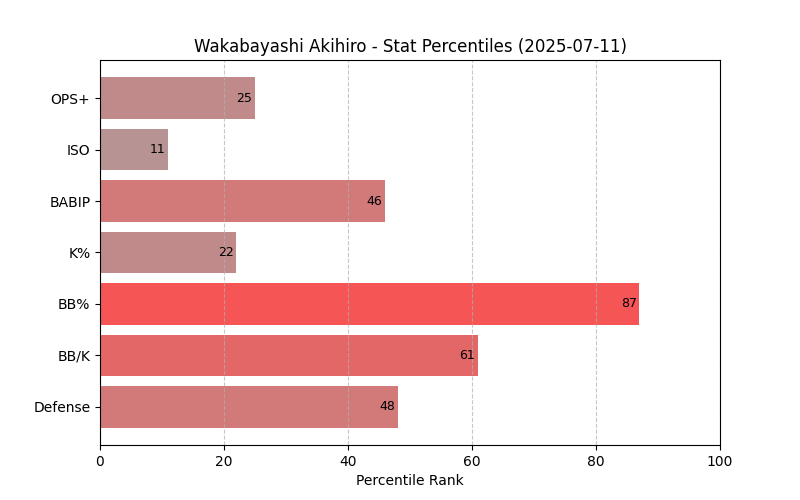 Wakabayashi Akihiro - Stat Percentiles (2025-07-11)
OPS+ 25
ISO 11
BABIP 46
K% 22
BB% 87
BB/K 61
Defense 48
0 20 40 60 80 100
Percentile Rank